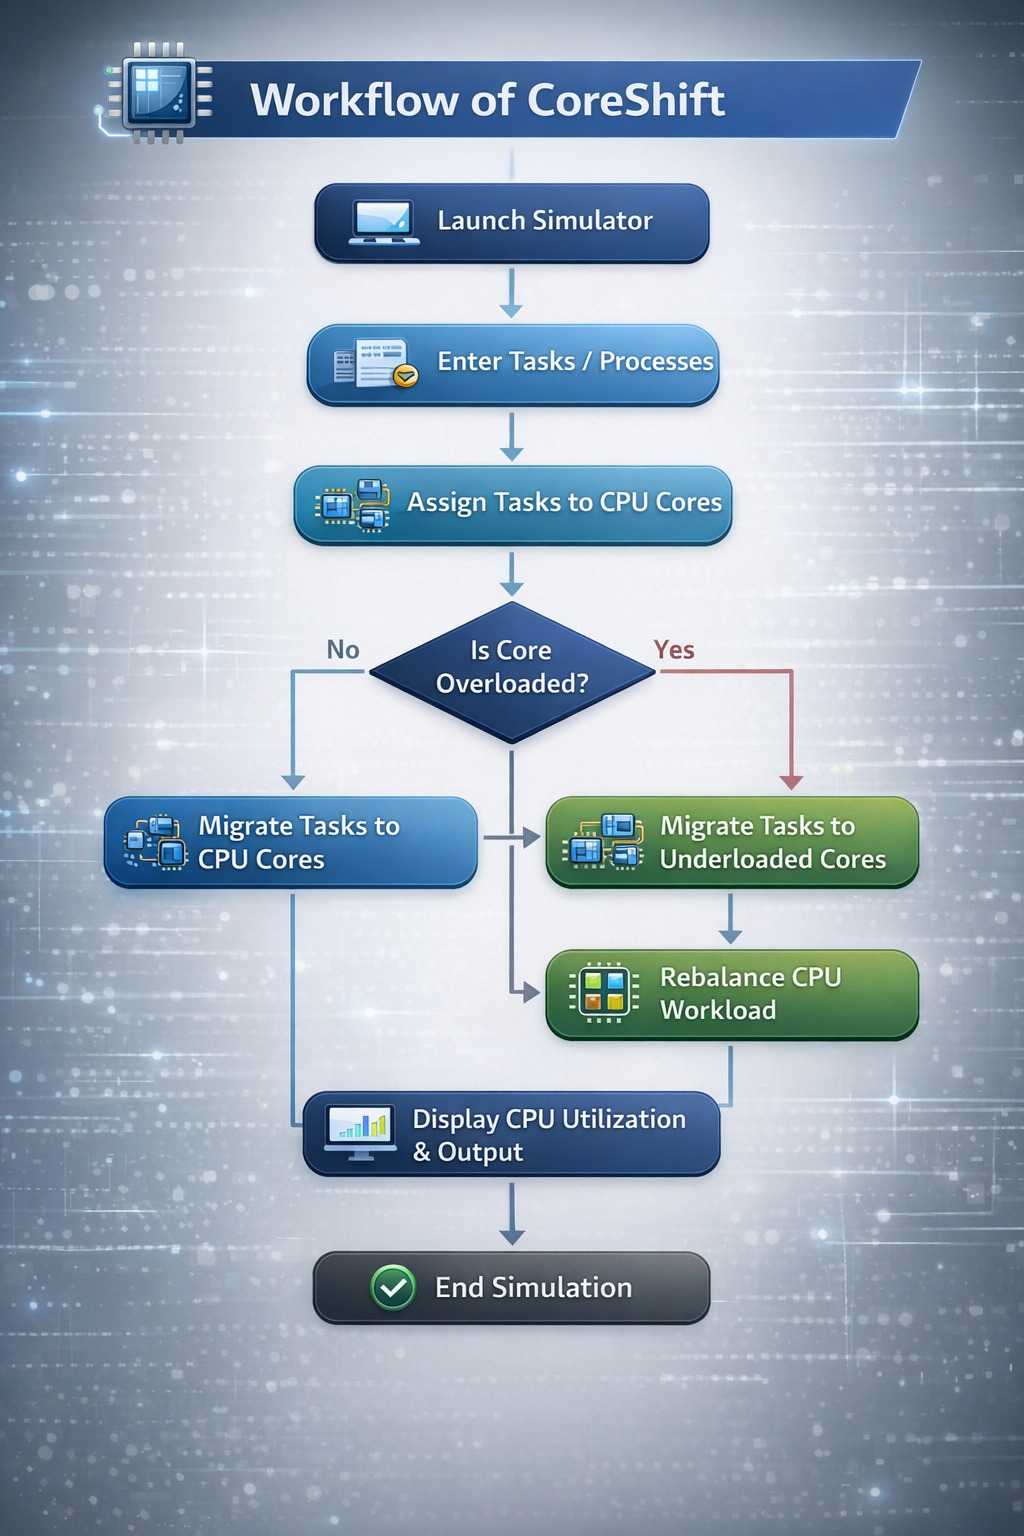 Workflow of CoreShift
Launch Simulator
Enter Tasks / Processes
Assign Tasks to CPU Cores
Is Core
Overloaded?
No
Yes
Migrate Tasks to
CPU Cores
Migrate Tasks to
Underloaded Cores
Rebalance CPU
Workload
Display CPU Utilization
& Output
End Simulation